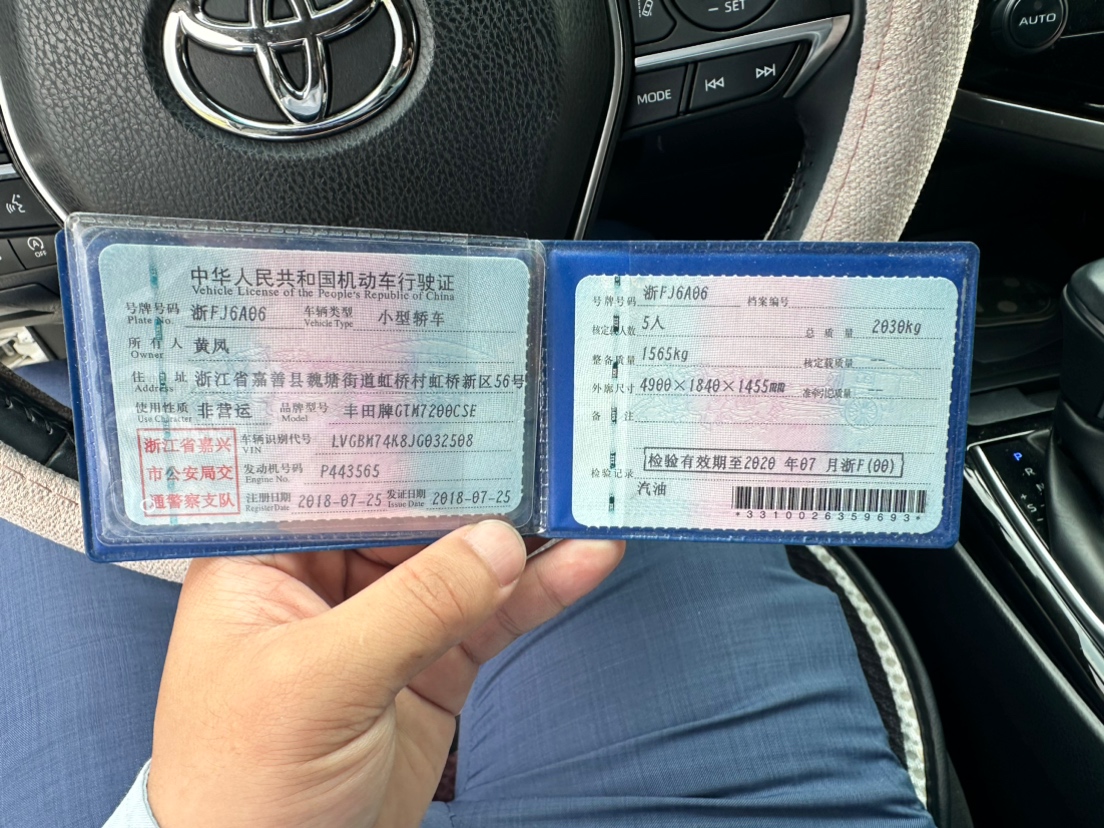 - SET
AUTO
MODE
OFF
中华人民共和国机动车行驶证
Vehicle License of the People's Republic of China
号牌号码 浙FJ6A06 车辆类型 小型轿车
Plate No. Vehicle Type
所有人 黄凤
Owner
住址 浙江省嘉善县魏塘街道虹桥村虹桥新区56号
Address
使用性质 非营运 品牌型号 丰田牌GTM7200CSE
Use Character Model
浙江省嘉兴
市公安局交
通警察支队
车辆识别代号 LVGBM74K8JG032508
VIN
发动机号码 P443565
Engine No.
注册日期 2018-07-25 发证日期 2018-07-25
Register Date Issue Date
号牌号码 浙FJ6A06 档案编号
核定载人数 5人 总质量 2030kg
整备质量 1565kg 核定载质量 --
外廓尺寸 4900×1840×1455mm 准牵引总质量 --
备注
检验记录 检验有效期至2020 年07 月浙F(00)
汽油
*3310026359693*
P
R
N
+
S
-